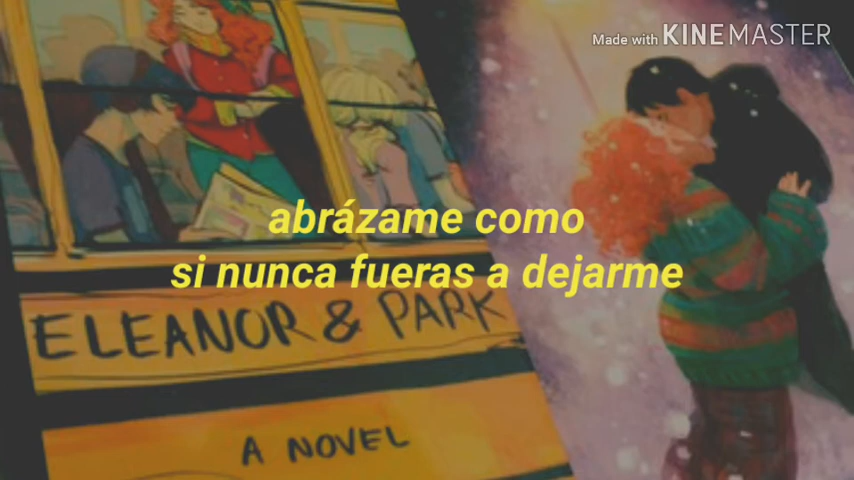 Made with KINEMASTER
abrázame como
si nunca fueras a dejarme
ELEANOR & PARK
A NOVEL